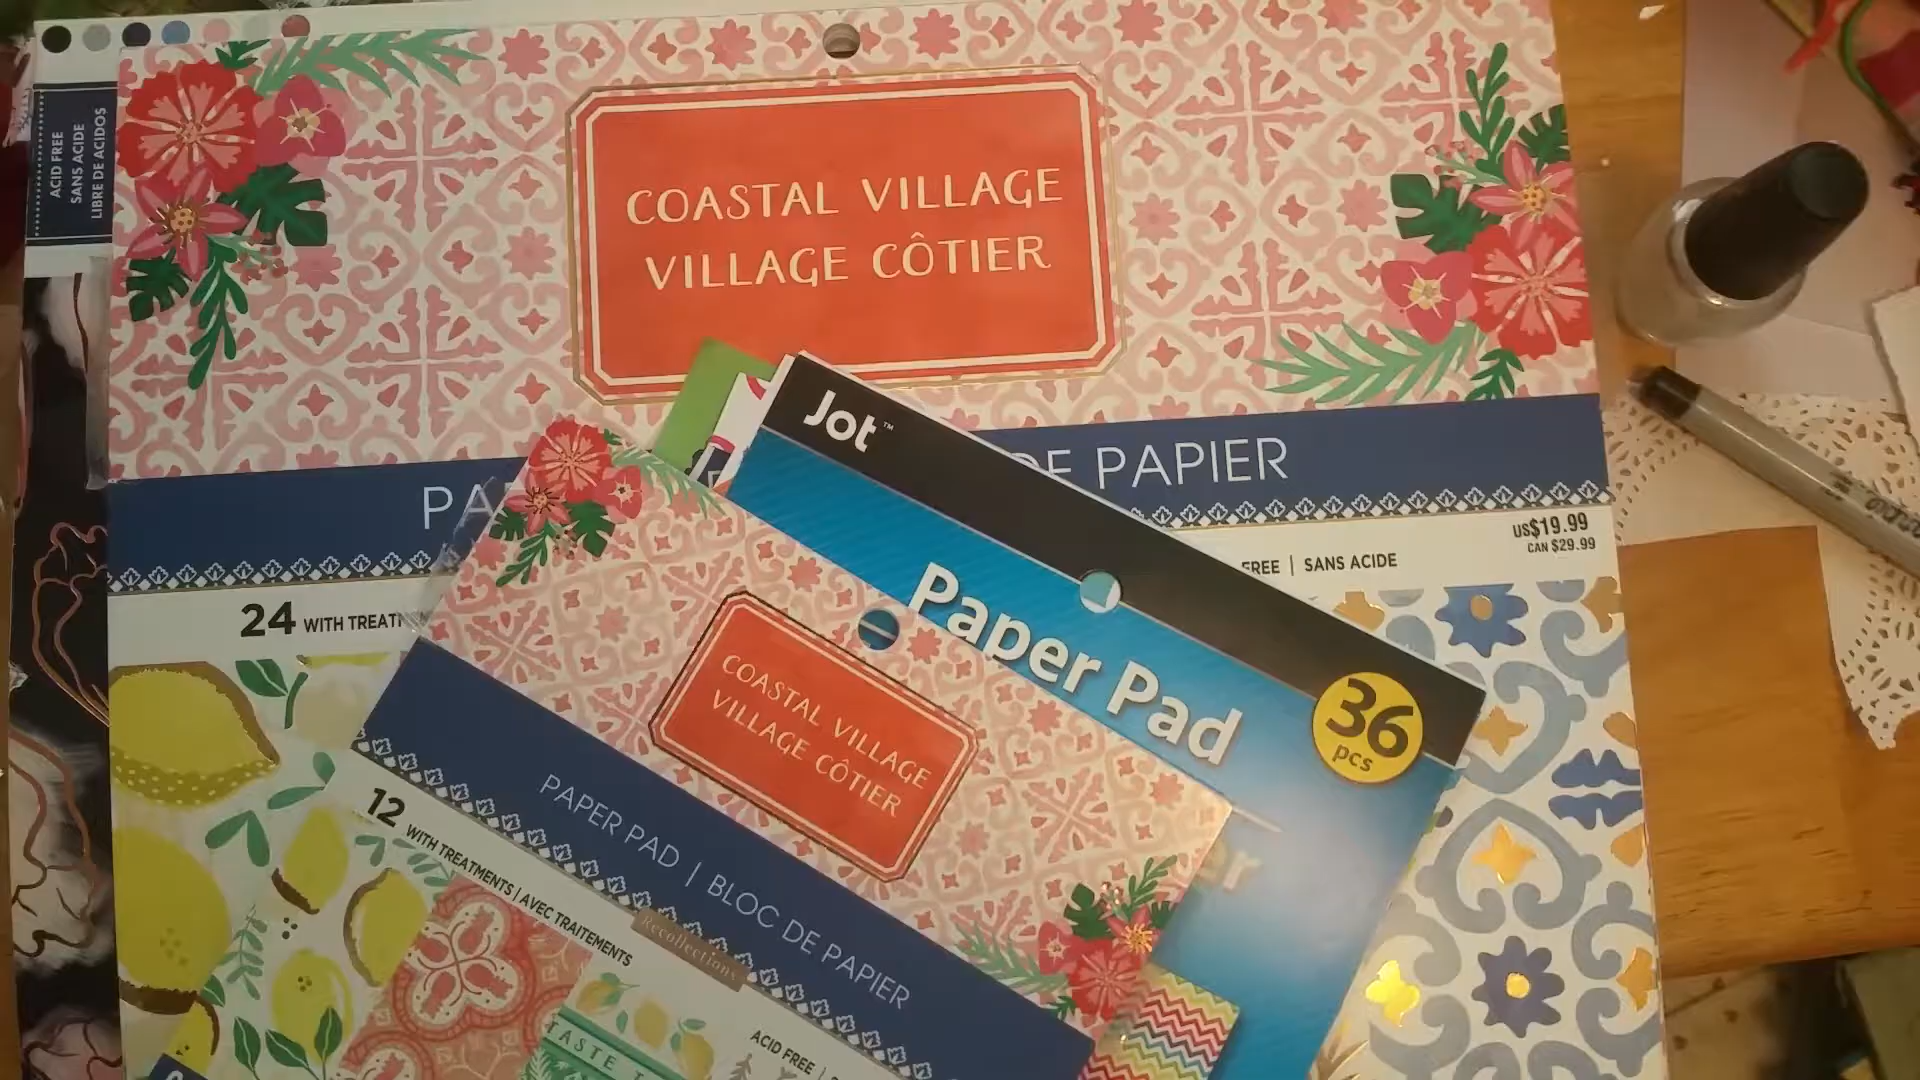 ACID FREE
SANS ACIDE
LIBRE DE ACIDOS
COASTAL VILLAGE
VILLAGE CÔTIER
PA DE PAPIER
US$19.99
CAN $29.99
FREE | SANS ACIDE
24 WITH TREATM
Jot™
Paper Pad
36
pcs
COASTAL VILLAGE
VILLAGE CÔTIER
PAPER PAD | BLOC DE PAPIER
12 WITH TREATMENTS | AVEC TRAITEMENTS
Recollections
ACID FREE |
TASTE T